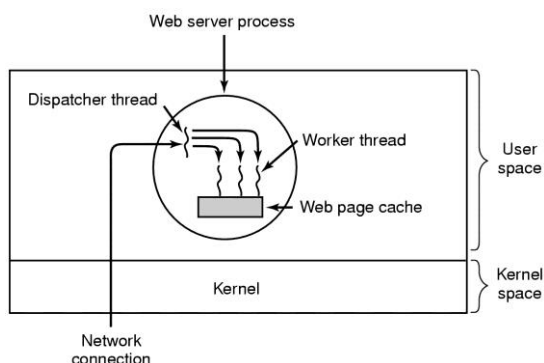 Web server process
Dispatcher thread
Worker thread
User
space
Web page cache
Kernel
Kernel
space
Network
connection